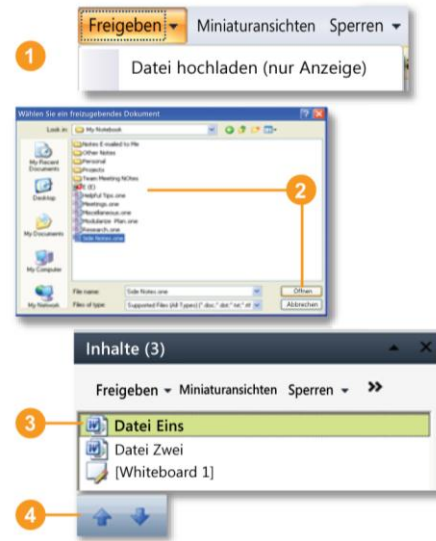 Freigeben Miniaturansichten Sperren
1
Datei hochladen (nur Anzeige)
Wählen Sie ein freizugebendes Dokument
Look in: My Notebook
Notes E-mailed to Me
Other Notes
Personal
Projects
Team Meeting NOtes
My Recent Documents
Desktop
My Documents
My Computer
My Network
Helpful Tips.one
Meetings.one
Miscellaneous.one
Modularize Plan.one
Research.one
Side Notes.one
2
File name: Side Notes.one Öffnen
Files of type: Supported Files (All Types) Abbrechen
Inhalte (3)
Freigeben Miniaturansichten Sperren »
3 Datei Eins
Datei Zwei
[Whiteboard 1]
4